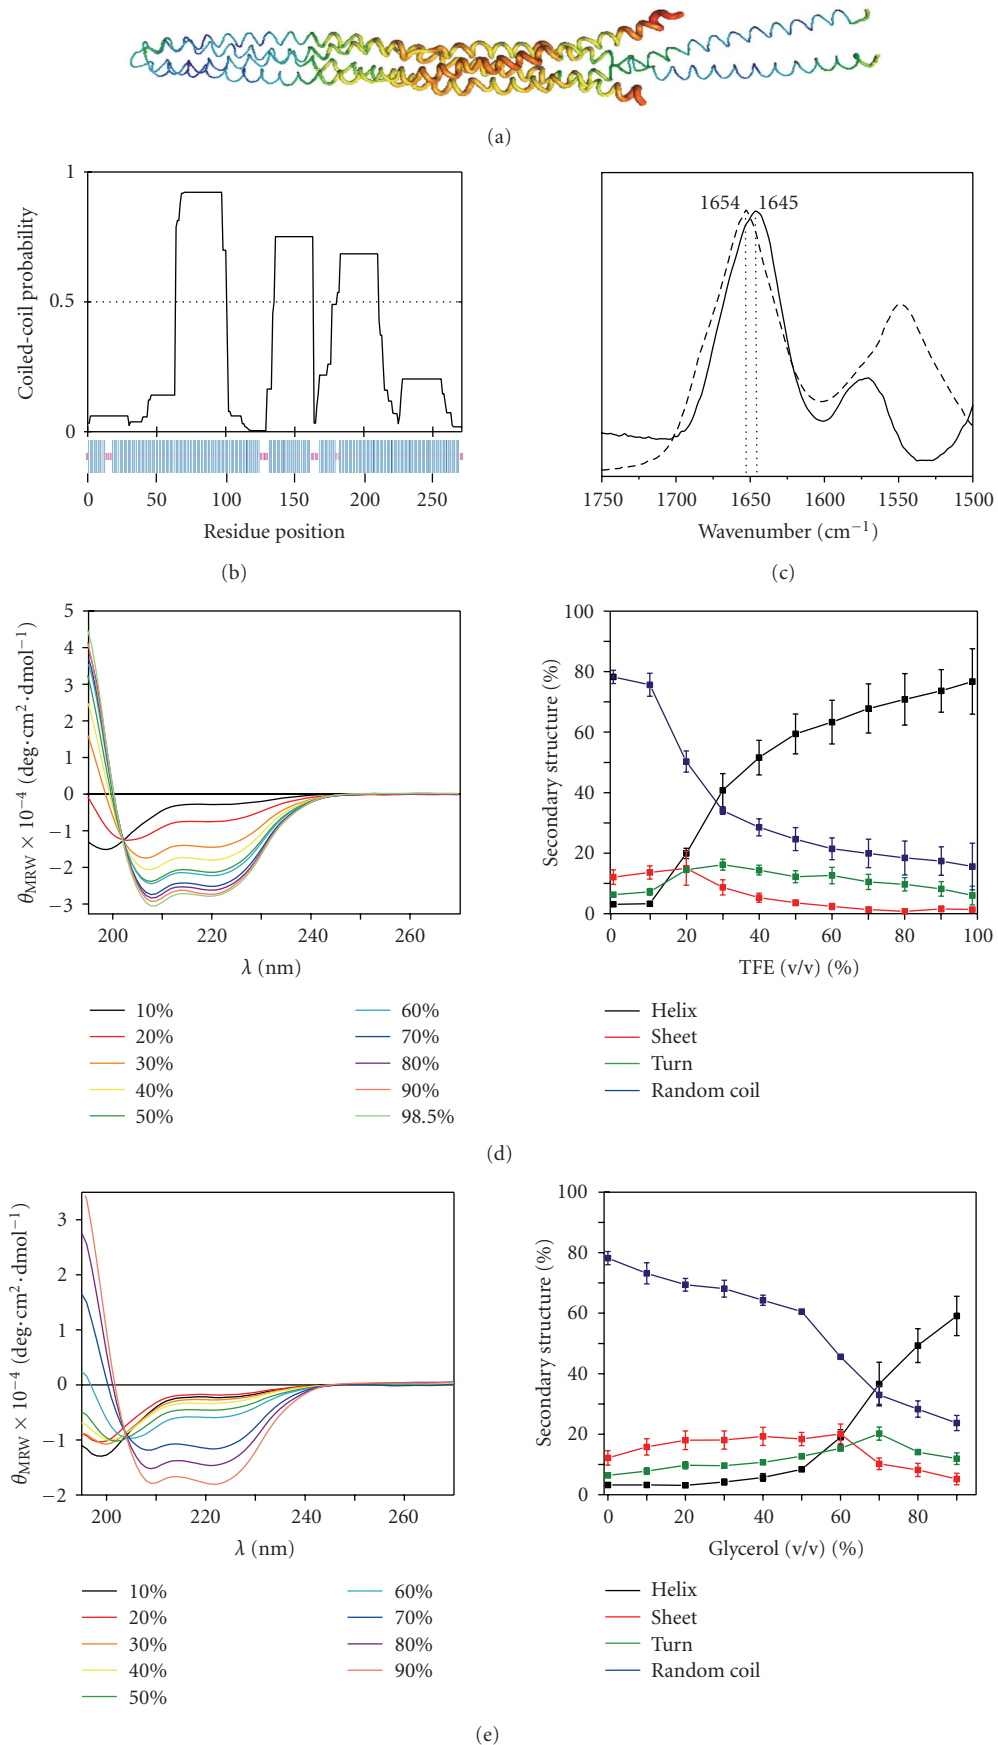 (a)
1
0.5
0
Coiled-coil probability
0 50 100 150 200 250
Residue position
(b)
1654 1645
1750 1700 1650 1600 1550 1500
Wavenumber (cm−1)
(c)
5
4
3
2
1
0
−1
−2
−3
θMRW × 10−4 (deg·cm2·dmol−1)
200 220 240 260
λ (nm)
10%
20%
30%
40%
50%
60%
70%
80%
90%
98.5%
100
80
60
40
20
0
Secondary structure (%)
0 10 20 30 40 50 60 70 80 90 100
TFE (v/v) (%)
Helix
Sheet
Turn
Random coil
(d)
3
2
1
0
−1
−2
θMRW × 10−4 (deg·cm2·dmol−1)
200 220 240 260
λ (nm)
10%
20%
30%
40%
50%
60%
70%
80%
90%
100
80
60
40
20
0
Secondary structure (%)
0 20 40 60 80
Glycerol (v/v) (%)
Helix
Sheet
Turn
Random coil
(e)